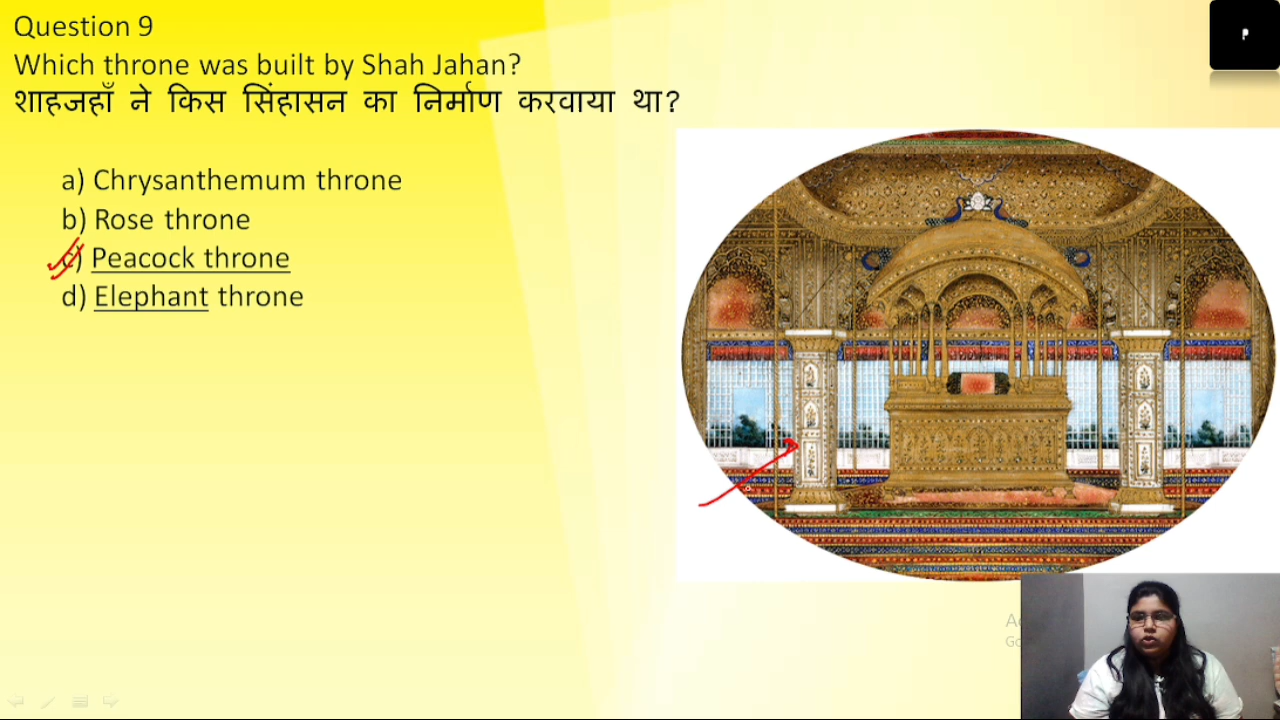 Question 9
Which throne was built by Shah Jahan?
शाहजहाँ ने किस सिंहासन का निर्माण करवाया था?
a) Chrysanthemum throne
b) Rose throne
c) Peacock throne
d) Elephant throne